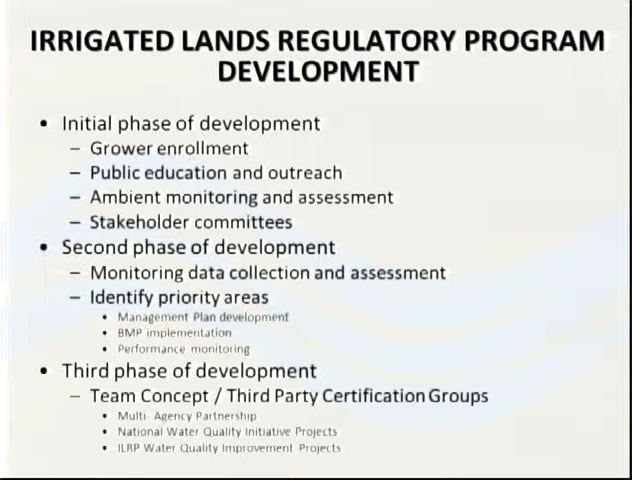 IRRIGATED LANDS REGULATORY PROGRAM
DEVELOPMENT
• Initial phase of development
– Grower enrollment
– Public education and outreach
– Ambient monitoring and assessment
– Stakeholder committees
• Second phase of development
– Monitoring data collection and assessment
– Identify priority areas
• Management Plan development
• BMP implementation
• Performance monitoring
• Third phase of development
– Team Concept / Third Party Certification Groups
• Multi- Agency Partnership
• National Water Quality Initiative Projects
• ILRP Water Quality Improvement Projects